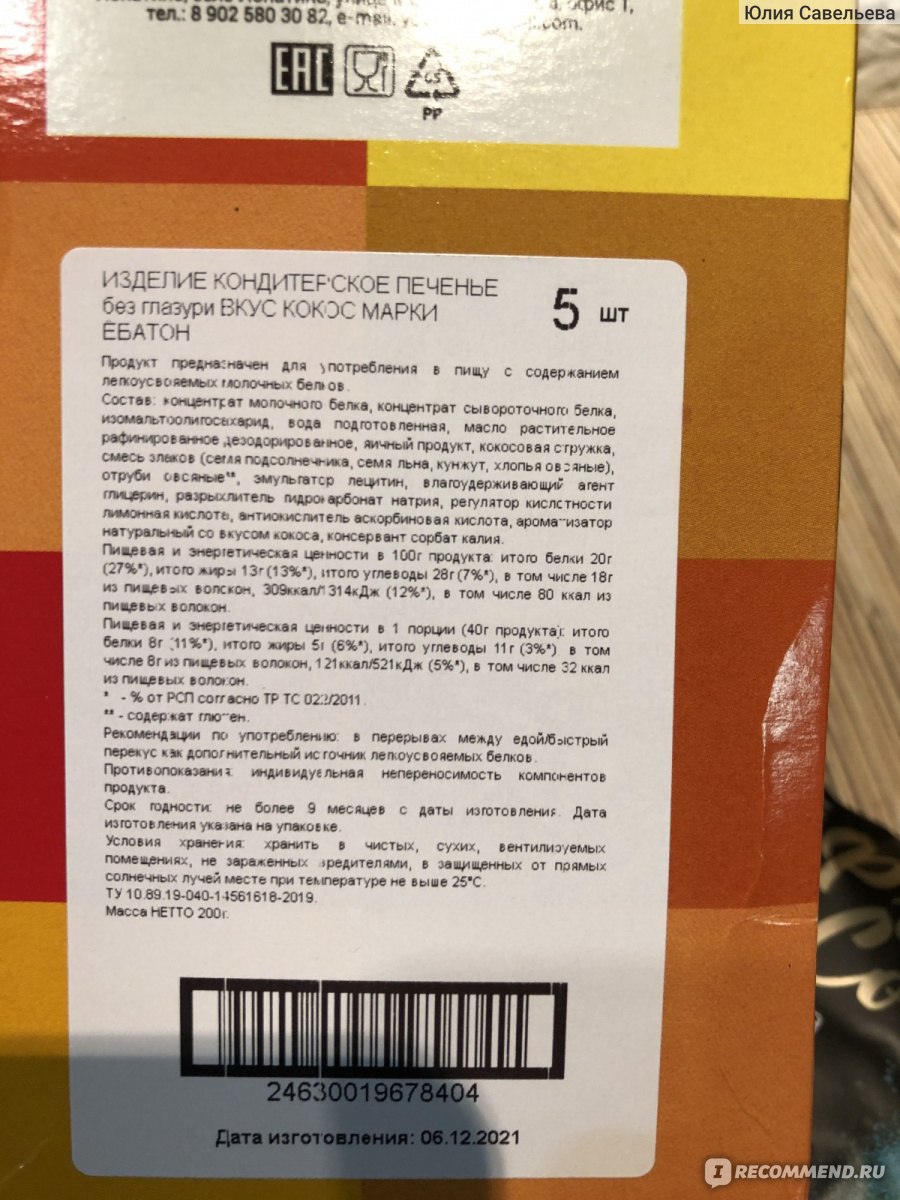 Юлия Савельева
тел.: 8 902 580 30 82, e-mail.
офис 1,
.com.
EAC
65
PP
ИЗДЕЛИЕ КОНДИТЕРСКОЕ ПЕЧЕНЬЕ
без глазури ВКУС КОКОС МАРКИ
ЁБАТОН
5 шт
Продукт предназначен для употребления в пищу с содержанием
легкоусвояемых молочных белков.
Состав: концентрат молочного белка, концентрат сывороточного белка,
изомальтоолигосахарид, вода подготовленная, масло растительное
рафинированное дезодорированное, яичный продукт, кокосовая стружка,
смесь злаков (семя подсолнечника, семя льна, кунжут, хлопья овсяные),
отруби овсяные**, эмульгатор лецитин, влагоудерживающий агент
глицерин, разрыхлитель гидрокарбонат натрия, регулятор кислотности
лимонная кислота, антиокислитель аскорбиновая кислота, ароматизатор
натуральный со вкусом кокоса, консервант сорбат калия.
Пищевая и энергетическая ценности в 100г продукта: итого белки 20г
(27%*), итого жиры 13г (13%*), итого углеводы 28г (7%*), в том числе 18г
из пищевых волокон, 309ккал/1314кДж (12%*), в том числе 80 ккал из
пищевых волокон.
Пищевая и энергетическая ценности в 1 порции (40г продукта): итого
белки 8г (11%*), итого жиры 5г (6%*), итого углеводы 11г (3%*) в том
числе 8г из пищевых волокон, 121ккал/521кДж (5%*), в том числе 32 ккал
из пищевых волокон.
* - % от РСП согласно ТР ТС 022/2011.
** - содержат глютен.
Рекомендации по употреблению: в перерывах между едой/быстрый
перекус как дополнительный источник легкоусвояемых белков.
Противопоказания: индивидуальная непереносимость компонентов
продукта.
Срок годности: не более 9 месяцев с даты изготовления. Дата
изготовления указана на упаковке.
Условия хранения: хранить в чистых, сухих, вентилируемых
помещениях, не зараженных вредителями, в защищенных от прямых
солнечных лучей месте при температуре не выше 25°С.
ТУ 10.89.19-040-14561618-2019.
Масса НЕТТО 200г.
24630019678404
Дата изготовления: 06.12.2021
IRECOMMEND.RU